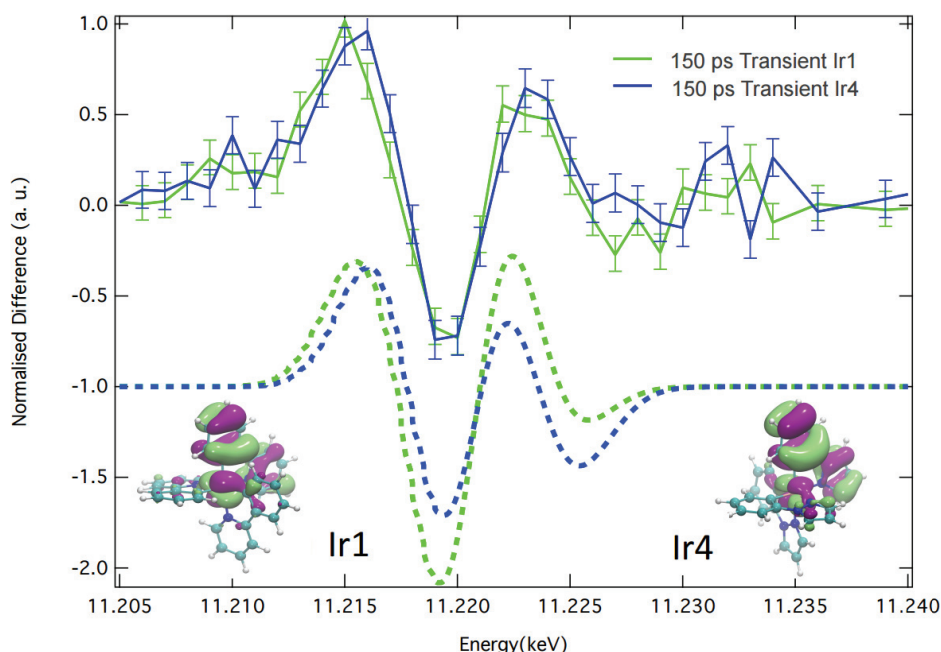 1.0
0.5
0.0
-0.5
-1.0
-1.5
-2.0
Normalised Difference (a. u.)
150 ps Transient Ir1
150 ps Transient Ir4
Ir1
Ir4
11.205
11.210
11.215
11.220
11.225
11.230
11.235
11.240
Energy(keV)